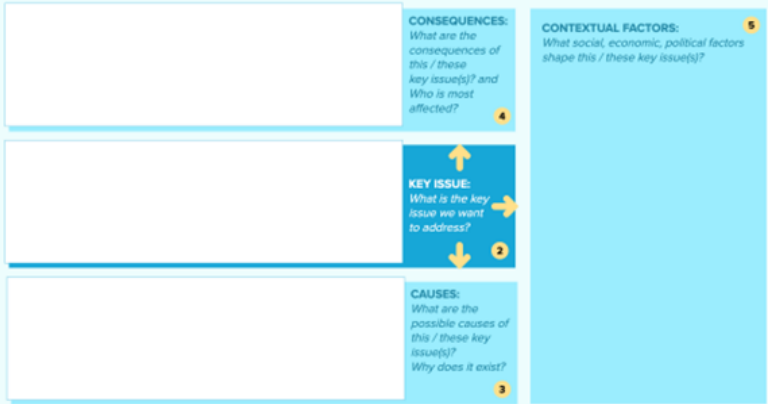 CONSEQUENCES:
What are the
consequences of
this / these
key issue(s)? and
Who is most
affected?
4
KEY ISSUE:
What is the key
issue we want
to address?
2
CAUSES:
What are the
possible causes of
this / these key
issue(s)?
Why does it exist?
3
CONTEXTUAL FACTORS:
5
What social, economic, political factors
shape this / these key issue(s)?